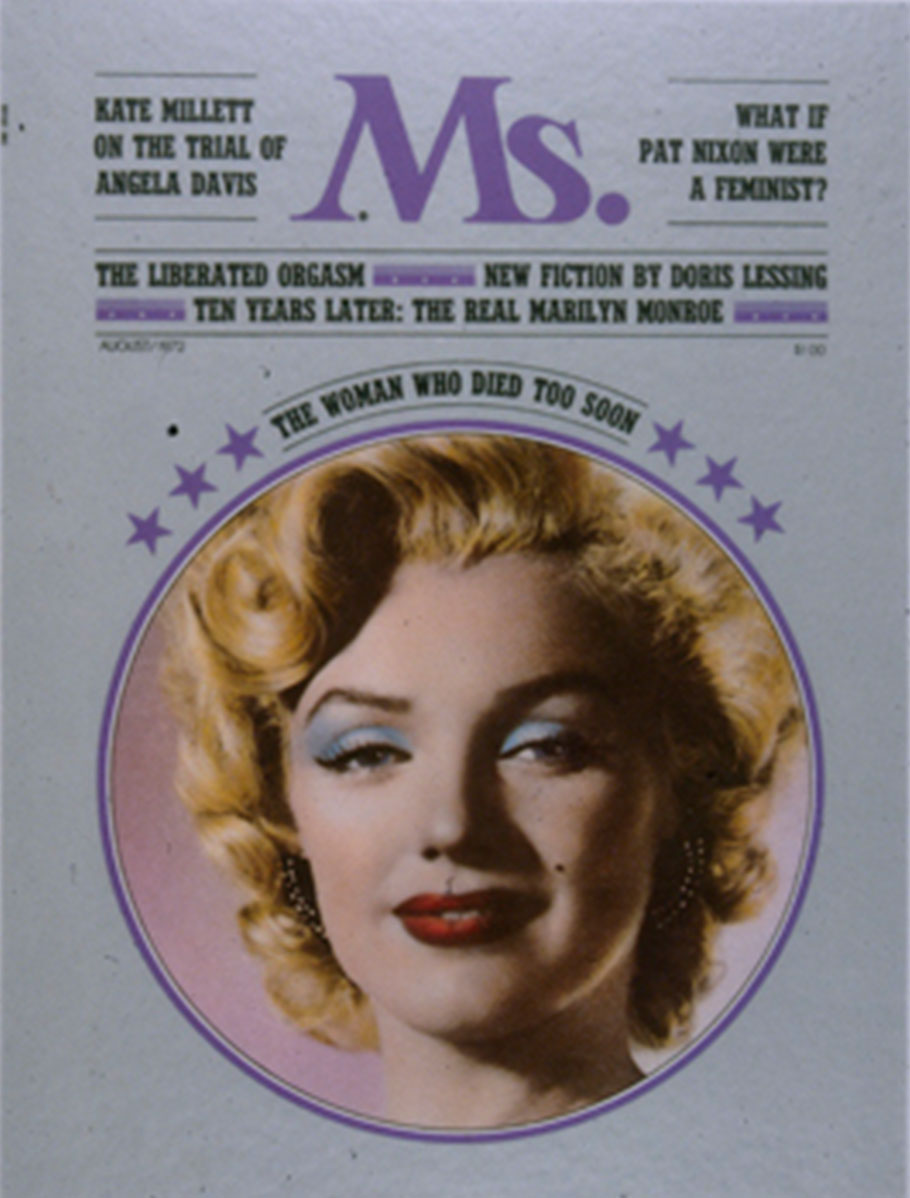 KATE MILLETT
ON THE TRIAL OF
ANGELA DAVIS
Ms.
WHAT IF
PAT NIXON WERE
A FEMINIST?
THE LIBERATED ORGASM NEW FICTION BY DORIS LESSING
TEN YEARS LATER: THE REAL MARILYN MONROE
AUGUST/1972 $1.00
THE WOMAN WHO DIED TOO SOON